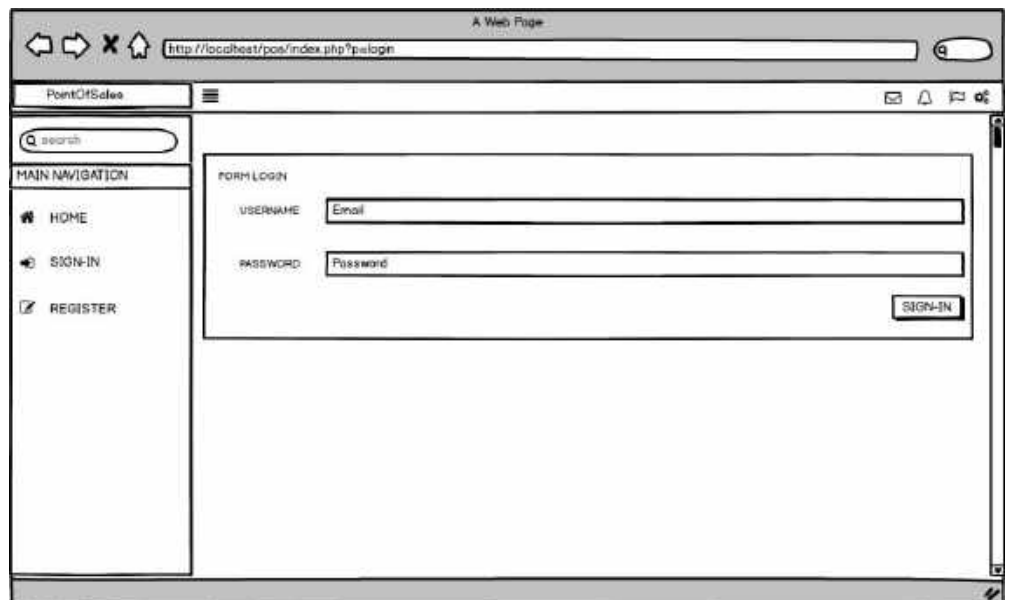 A Web Page
http://localhost/pos/index.php?p=login
PointOfSales
search
MAIN NAVIGATION
HOME
SIGN-IN
REGISTER
FORM LOGIN
USERNAME
Email
PASSWORD
Password
SIGN-IN